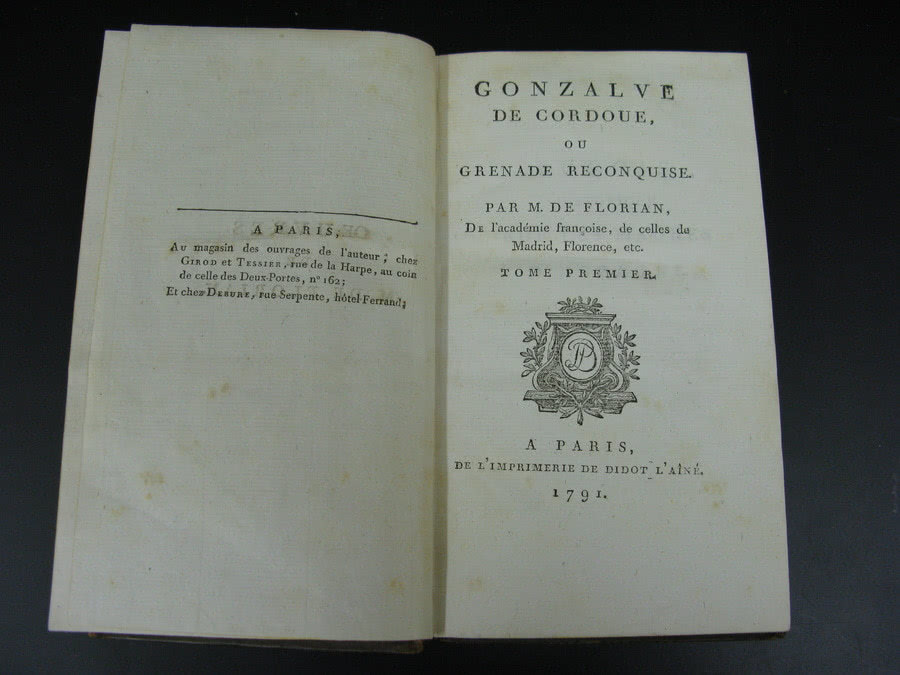 A PARIS,
Au magasin des ouvrages de l'auteur; chez
GIROD et TESSIER, rue de la Harpe, au coin
de celle des Deux-Portes, n° 162;
Et chez DEBURE, rue Serpente, hôtel-Ferrand;
GONZALVE
DE CORDOUE,
OU
GRENADE RECONQUISE.
PAR M. DE FLORIAN,
De l'académie françoise, de celles de
Madrid, Florence, etc.
TOME PREMIER.
A PARIS,
DE L'IMPRIMERIE DE DIDOT L'AÎNÉ.
1791.